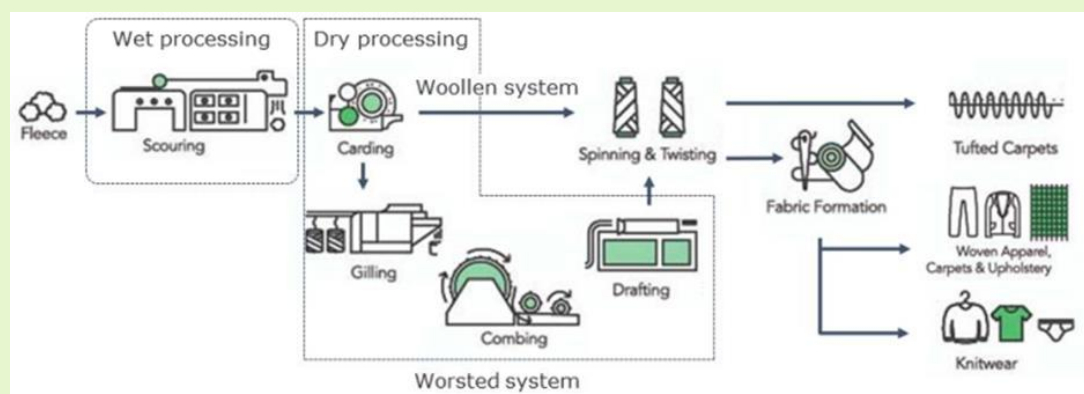 Wet processing
Dry processing
Woollen system
Fleece
Scouring
Carding
Spinning & Twisting
Tufted Carpets
Fabric Formation
Woven Apparel,
Carpets & Upholstery
Gilling
Combing
Drafting
Knitwear
Worsted system